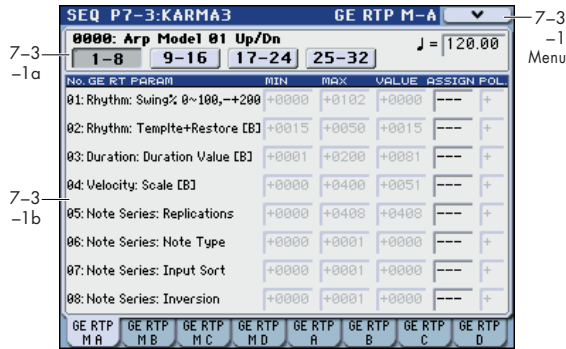 SEQ P7-3:KARMA3 GE RTP M-A
7-3
-1
Menu
0000: Arp Model 01 Up/Dn
♩ = 120.00
7-3
-1a
1-8 9-16 17-24 25-32
No. GE RT PARAM MIN MAX VALUE ASSIGN POL.
01: Rhythm: Swing% 0~100,-+200 +0000 +0102 +0000 --- +
02: Rhythm: Templte+Restore [B] +0015 +0050 +0015 --- +
03: Duration: Duration Value [B] +0001 +0200 +0081 --- +
04: Velocity: Scale [B] +0000 +0400 +0051 --- +
7-3
-1b
05: Note Series: Replications +0000 +0408 +0408 --- +
06: Note Series: Note Type +0000 +0001 +0000 --- +
07: Note Series: Input Sort +0000 +0001 +0000 --- +
08: Note Series: Inversion +0000 +0001 +0000 --- +
GE RTP M A GE RTP M B GE RTP M C GE RTP M D GE RTP A GE RTP B GE RTP C GE RTP D